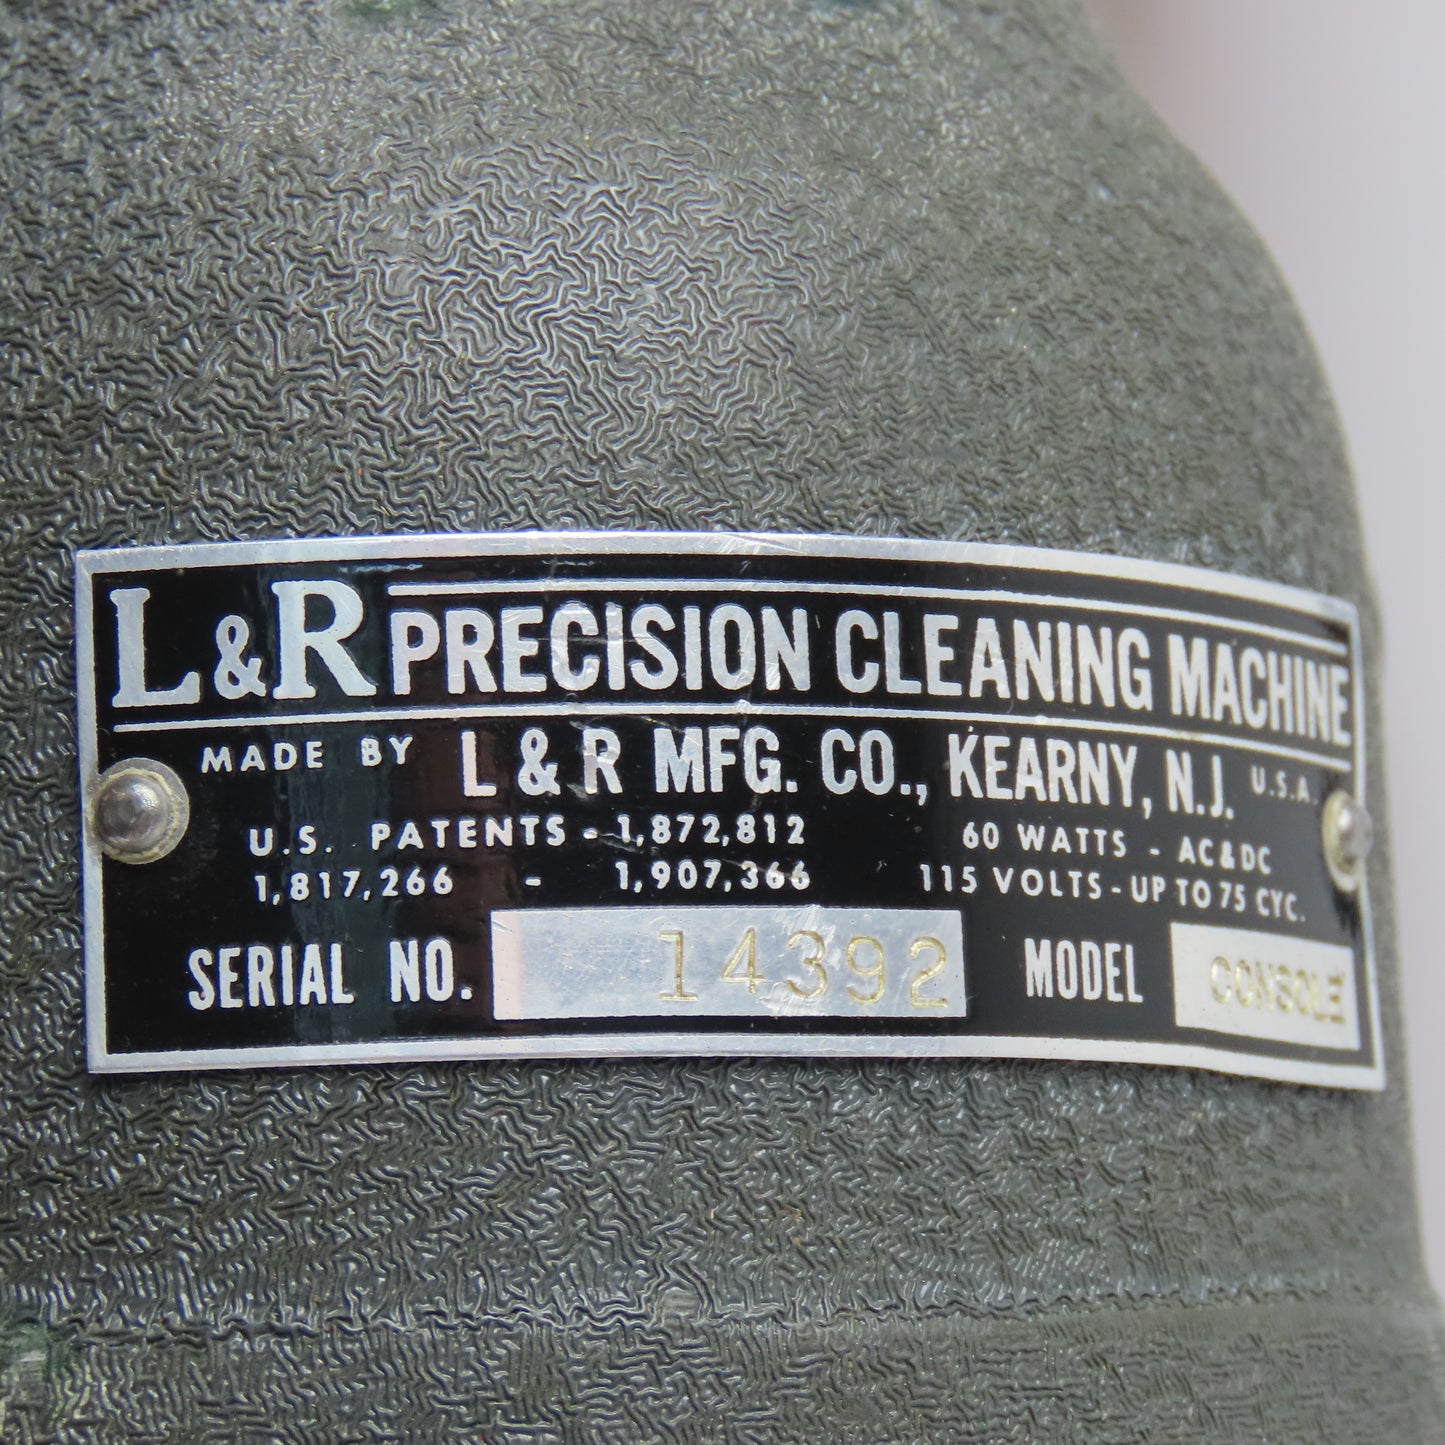 L & R PRECISION CLEANING MACHINE
MADE BY L & R MFG. CO., KEARNY, N.J. U.S.A.
U.S. PATENTS - 1,872,812 60 WATTS - AC & DC
1,817,266 - 1,907,366 115 VOLTS - UP TO 75 CYC.
SERIAL NO. 14392 MODEL CONSOLE